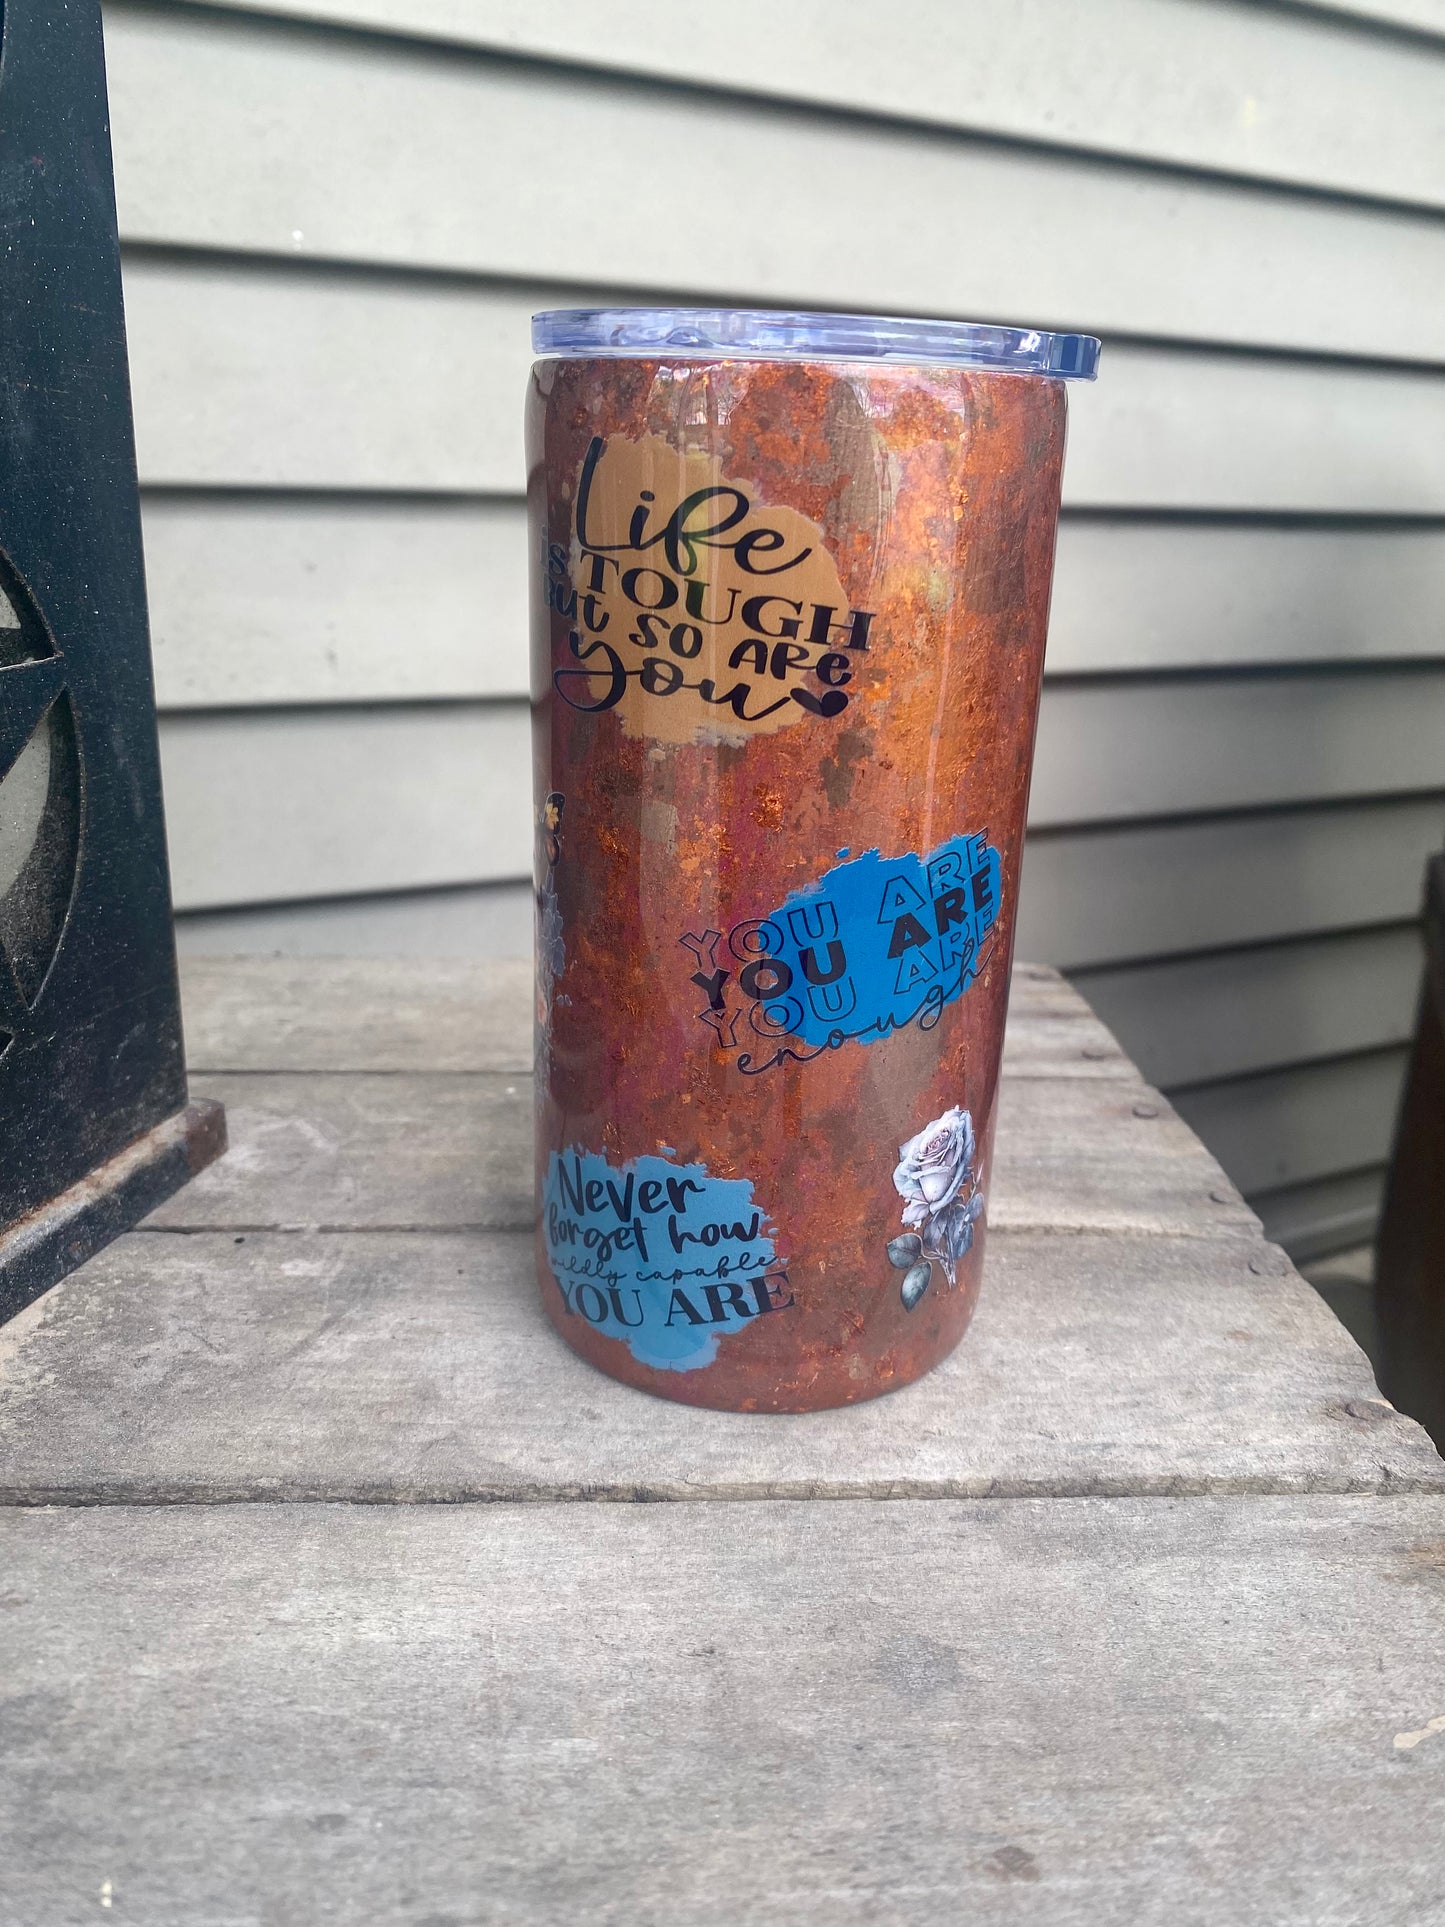 Life
is TOUGH
but so are
you
YOU ARE
YOU ARE
YOU ARE
enough
Never
forget how
wildly capable
YOU ARE